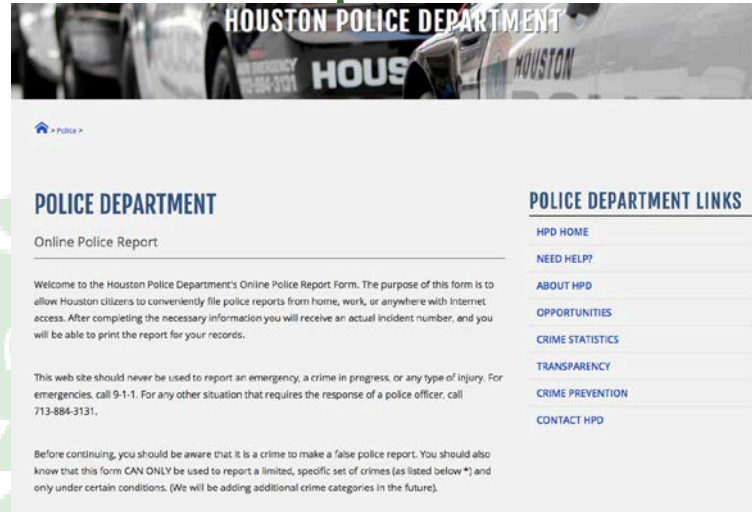 HOUSTON POLICE DEPARTMENT
HOUS
HOUSTON
713-884-3131
> Police >
POLICE DEPARTMENT
Online Police Report
Welcome to the Houston Police Department's Online Police Report Form. The purpose of this form is to
allow Houston citizens to conveniently file police reports from home, work, or anywhere with Internet
access. After completing the necessary information you will receive an actual incident number, and you
will be able to print the report for your records.
This web site should never be used to report an emergency, a crime in progress, or any type of injury. For
emergencies, call 9-1-1. For any other situation that requires the response of a police officer, call
713-884-3131.
Before continuing, you should be aware that it is a crime to make a false police report. You should also
know that this form CAN ONLY be used to report a limited, specific set of crimes (as listed below *) and
only under certain conditions. (We will be adding additional crime categories in the future).
POLICE DEPARTMENT LINKS
HPD HOME
NEED HELP?
ABOUT HPD
OPPORTUNITIES
CRIME STATISTICS
TRANSPARENCY
CRIME PREVENTION
CONTACT HPD